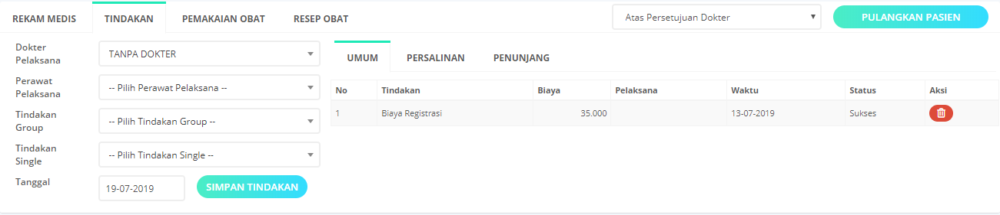 REKAM MEDIS TINDAKAN PEMAKAIAN OBAT RESEP OBAT Atas Persetujuan Dokter PULANGKAN PASIEN
Dokter
Pelaksana
TANPA DOKTER
Perawat
Pelaksana
-- Pilih Perawat Pelaksana --
Tindakan
Group
-- Pilih Tindakan Group --
Tindakan
Single
-- Pilih Tindakan Single --
Tanggal
19-07-2019
SIMPAN TINDAKAN
UMUM PERSALINAN PENUNJANG
No Tindakan Biaya Pelaksana Waktu Status Aksi
1 Biaya Registrasi 35.000 13-07-2019 Sukses